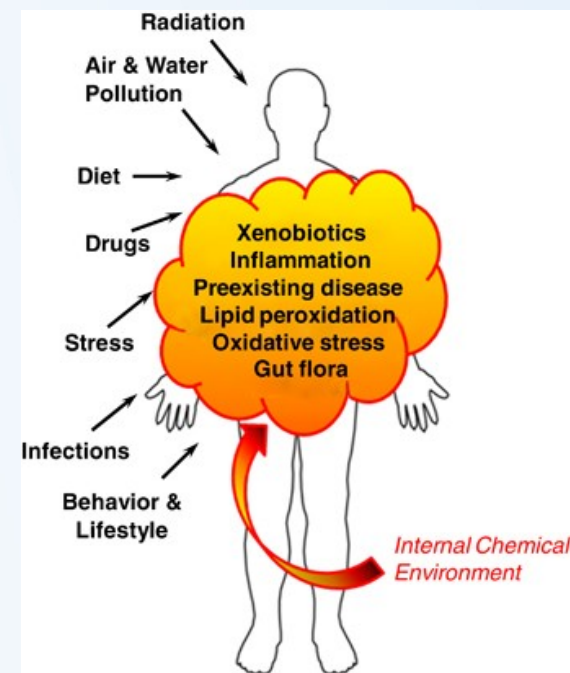 Radiation
Air & Water
Pollution
Diet
Drugs
Stress
Infections
Behavior &
Lifestyle
Xenobiotics
Inflammation
Preexisting disease
Lipid peroxidation
Oxidative stress
Gut flora
Internal Chemical
Environment